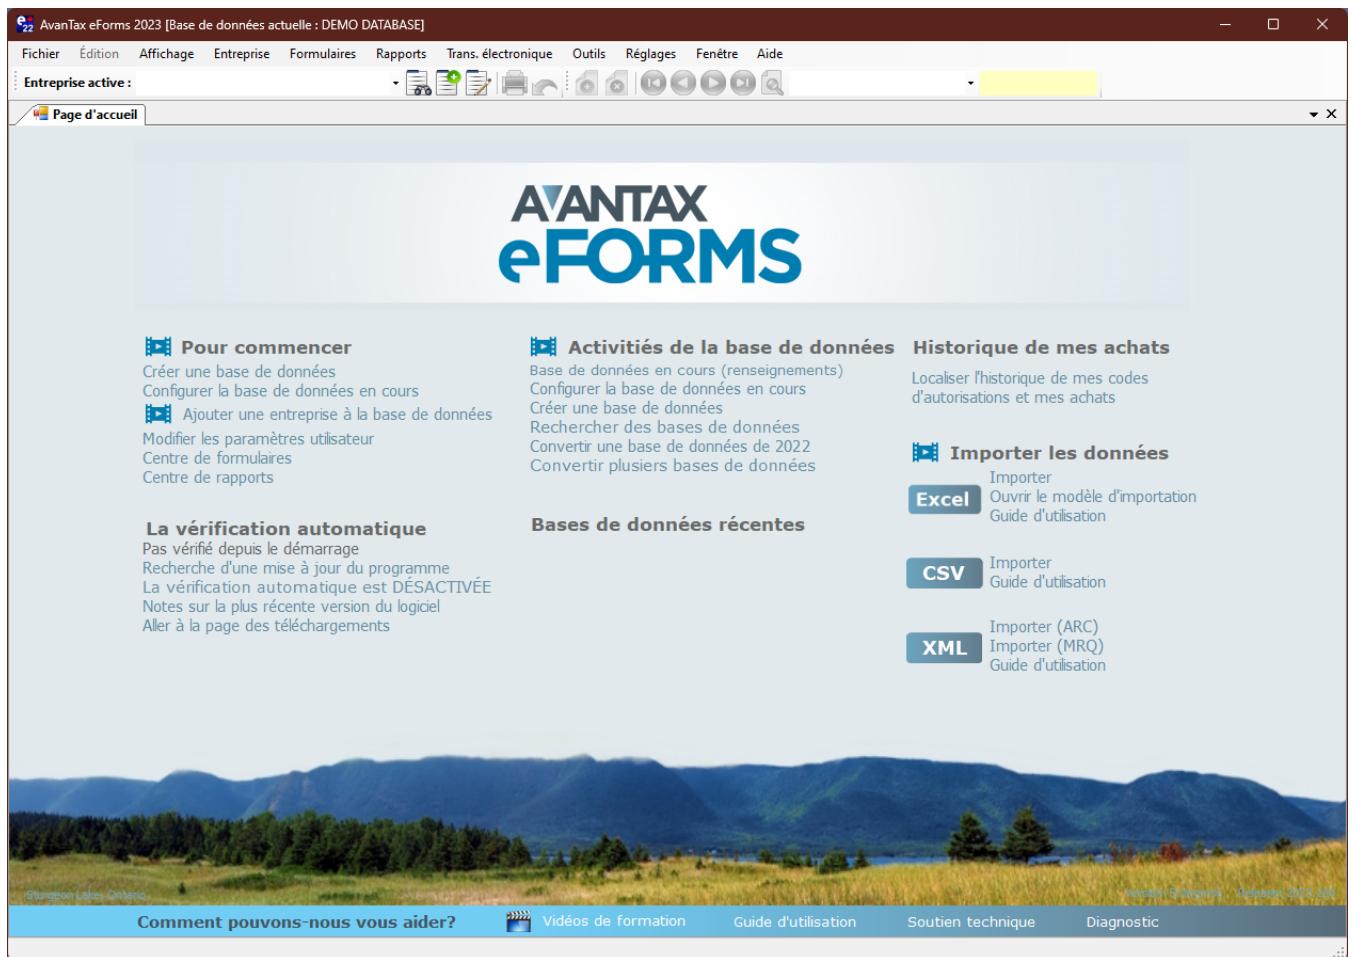 e 22 AvanTax eForms 2023 [Base de données actuelle : DEMO DATABASE]
Fichier Édition Affichage Entreprise Formulaires Rapports Trans. électronique Outils Réglages Fenêtre Aide
Entreprise active :
Page d'accueil
AVANTAX
eFORMS
Pour commencer
Créer une base de données
Configurer la base de données en cours
Ajouter une entreprise à la base de données
Modifier les paramètres utilisateur
Centre de formulaires
Centre de rapports
La vérification automatique
Pas vérifié depuis le démarrage
Recherche d'une mise à jour du programme
La vérification automatique est DÉSACTIVÉE
Notes sur la plus récente version du logiciel
Aller à la page des téléchargements
Activitiés de la base de données
Base de données en cours (renseignements)
Configurer la base de données en cours
Créer une base de données
Rechercher des bases de données
Convertir une base de données de 2022
Convertir plusiers bases de données
Bases de données récentes
Historique de mes achats
Localiser l'historique de mes codes
d'autorisations et mes achats
Importer les données
Excel
Importer
Ouvrir le modèle d'importation
Guide d'utilisation
CSV
Importer
Guide d'utilisation
XML
Importer (ARC)
Importer (MRQ)
Guide d'utilisation
Sturgeon Lake, Ontario
Comment pouvons-nous vous aider? Vidéos de formation Guide d'utilisation Soutien technique Diagnostic